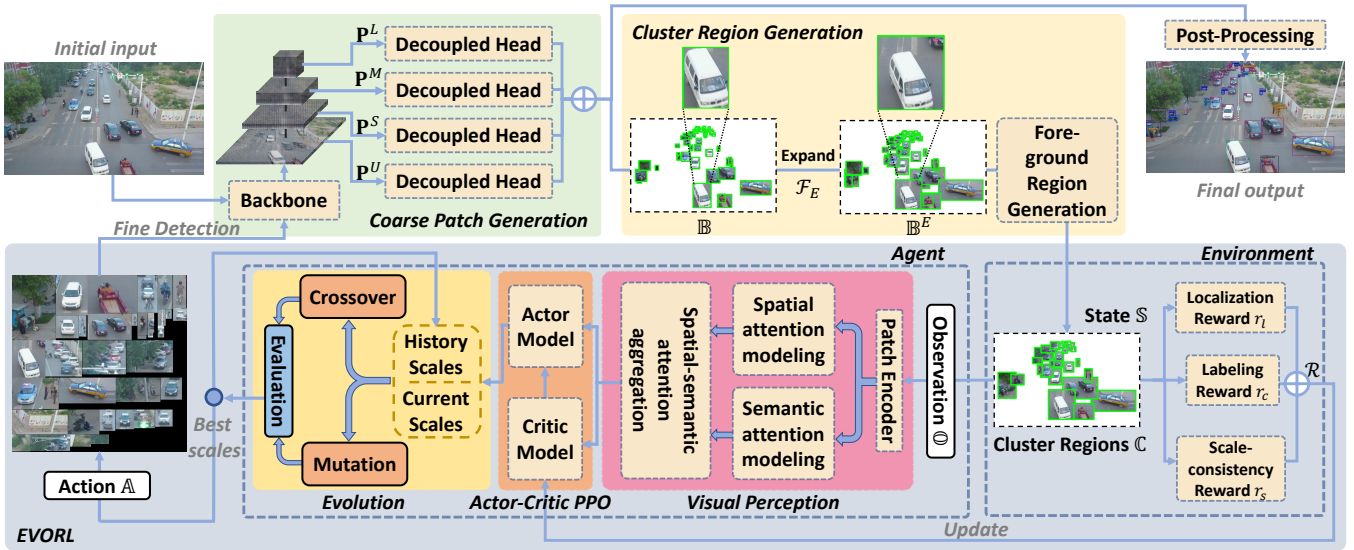 Initial input
P^L
Decoupled Head
P^M
Decoupled Head
P^S
Decoupled Head
P^U
Decoupled Head
Backbone
Coarse Patch Generation
Fine Detection
Cluster Region Generation
Expand
ℱ_E
𝔹
𝔹^E
Fore-
ground
Region
Generation
Post-Processing
Final output
Agent
Environment
Crossover
Evaluation
Mutation
History
Scales
Current
Scales
Evolution
Best
scales
Action 𝔸
EVORL
Actor
Model
Critic
Model
Actor-Critic PPO
Spatial-semantic
attention
aggregation
Spatial
attention
modeling
Semantic
attention
modeling
Patch Encoder
Visual Perception
Observation 𝕆
State 𝕊
Cluster Regions ℂ
Localization
Reward r_l
Labeling
Reward r_c
Scale-
consistency
Reward r_s
ℛ
Update